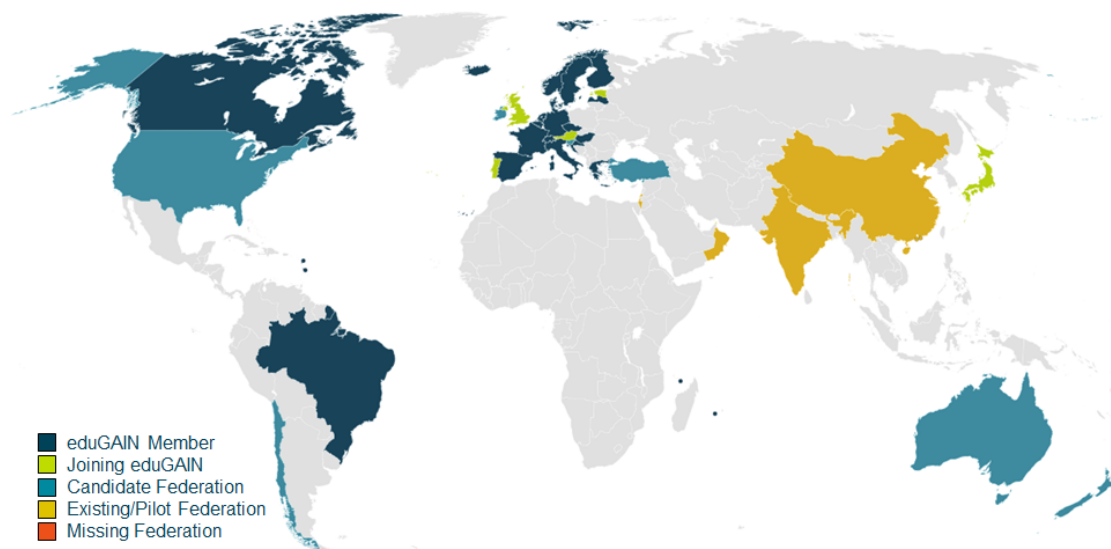 eduGAIN Member
Joining eduGAIN
Candidate Federation
Existing/Pilot Federation
Missing Federation